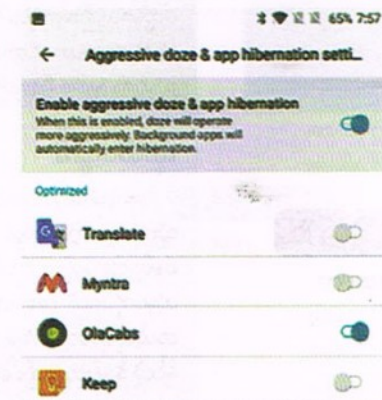 65% 7:57
Aggressive doze & app hibernation setti...
Enable aggressive doze & app hibernation
When this is enabled, doze will operate
more aggressively. Background apps will
automatically enter hibernation.
Optimized
Translate
Myntra
OlaCabs
Keep